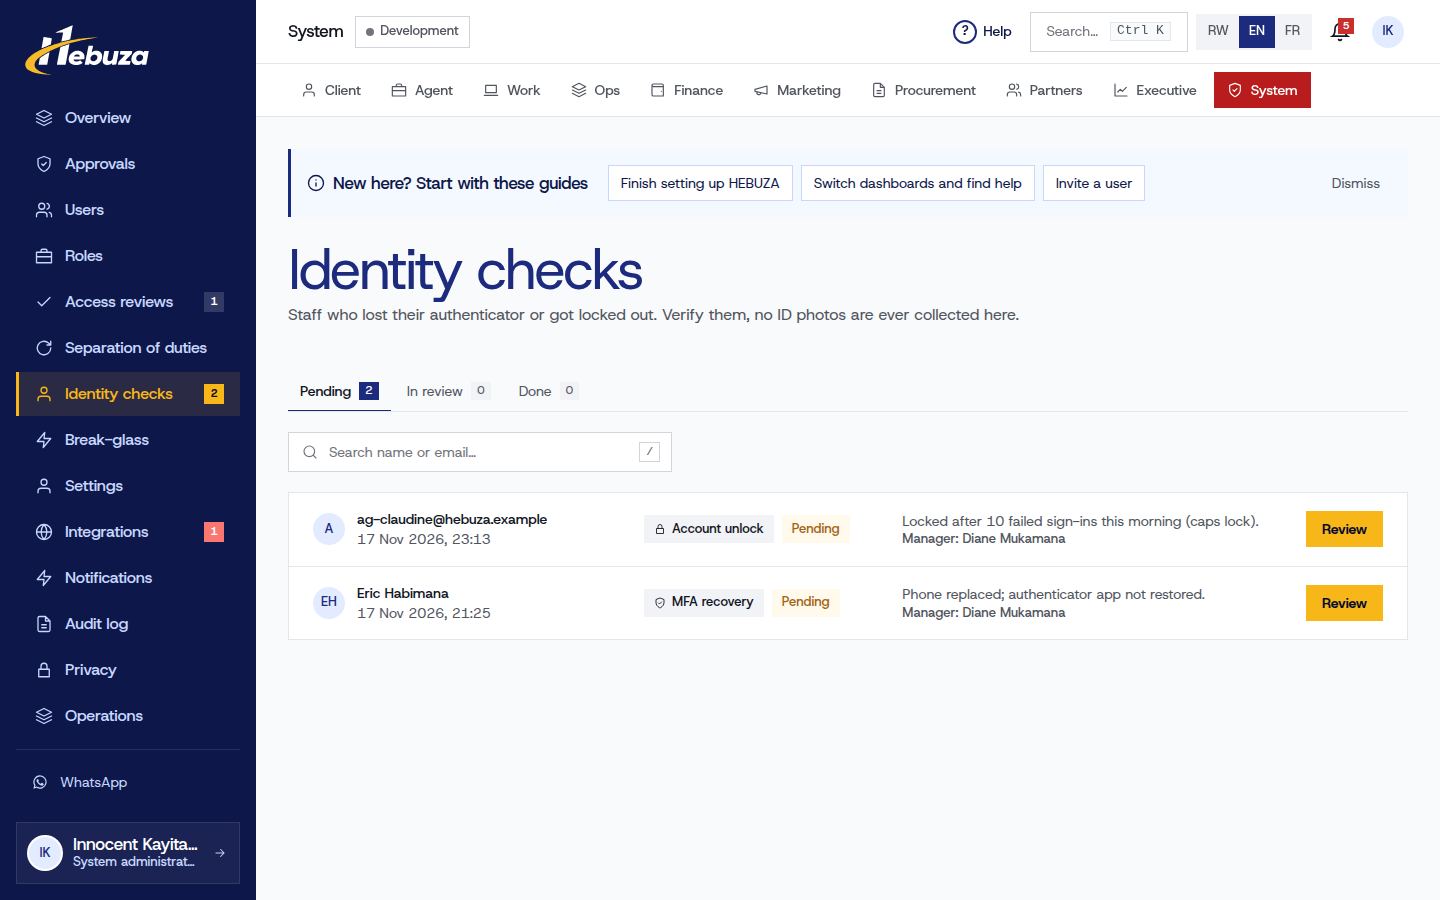 Hebuza
Overview
Approvals
Users
Roles
Access reviews 1
Separation of duties
Identity checks 2
Break-glass
Settings
Integrations 1
Notifications
Audit log
Privacy
Operations
WhatsApp
IK
Innocent Kayita...
System administrat...
System
Development
? Help
Search... Ctrl K
RW EN FR
5
IK
Client
Agent
Work
Ops
Finance
Marketing
Procurement
Partners
Executive
System
New here? Start with these guides
Finish setting up HEBUZA
Switch dashboards and find help
Invite a user
Dismiss
Identity checks
Staff who lost their authenticator or got locked out. Verify them, no ID photos are ever collected here.
Pending 2
In review 0
Done 0
Search name or email... /
A
ag-claudine@hebuza.example
17 Nov 2026, 23:13
Account unlock
Pending
Locked after 10 failed sign-ins this morning (caps lock).
Manager: Diane Mukamana
Review
EH
Eric Habimana
17 Nov 2026, 21:25
MFA recovery
Pending
Phone replaced; authenticator app not restored.
Manager: Diane Mukamana
Review